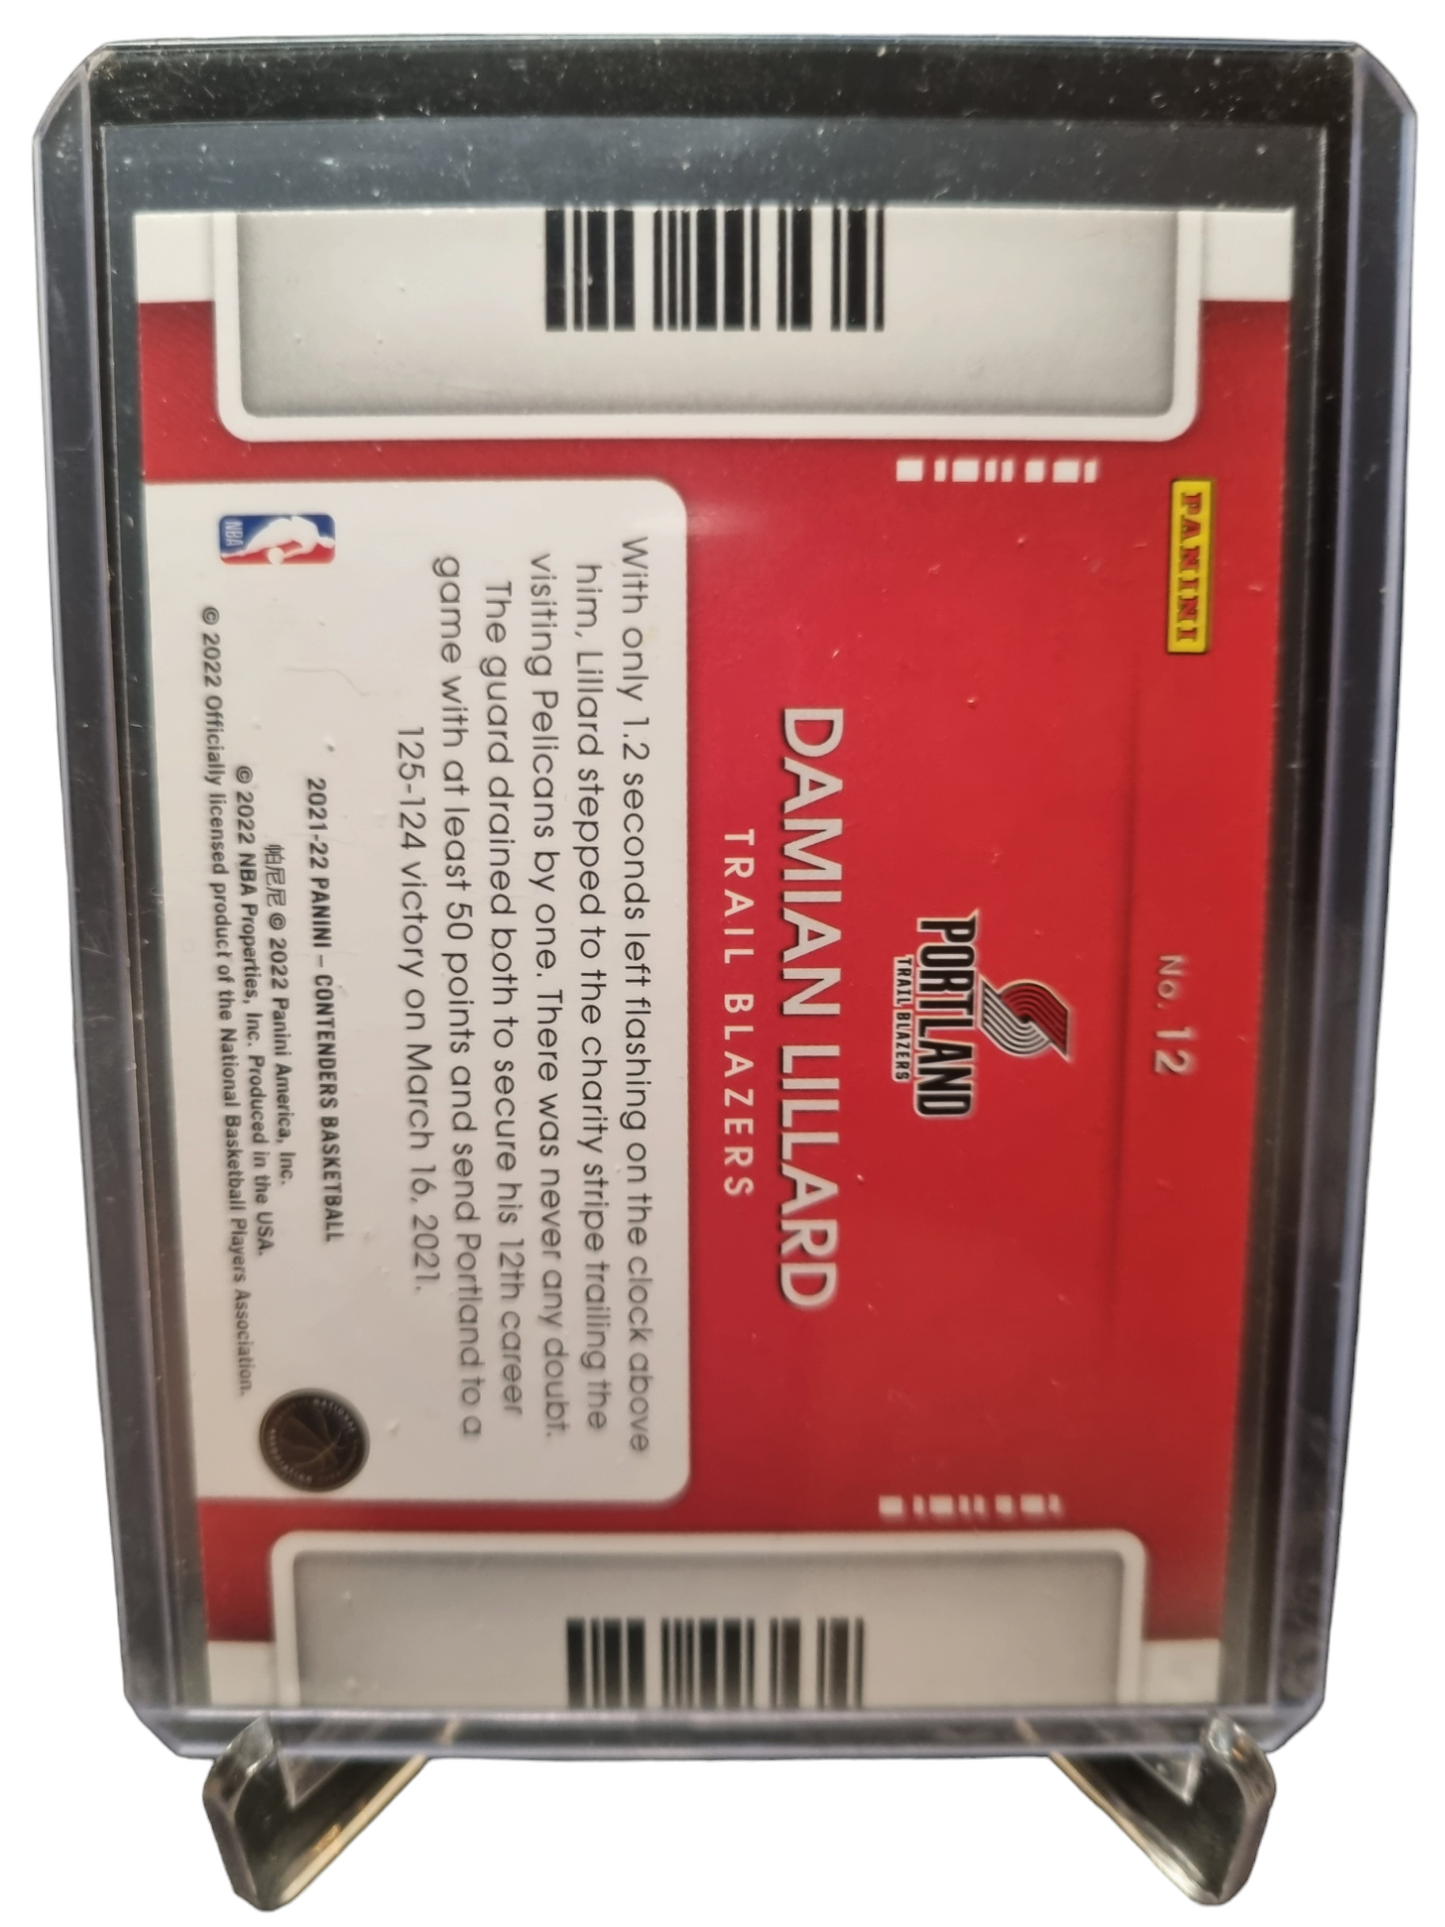 PANINI
No. 12
PORTLAND
TRAIL BLAZERS
DAMIAN LILLARD
TRAIL BLAZERS
With only 1.2 seconds left flashing on the clock above
him, Lillard stepped to the charity stripe trailing the
visiting Pelicans by one. There was never any doubt.
The guard drained both to secure his 12th career
game with at least 50 points and send Portland to a
125-124 victory on March 16, 2021.
NBA
2021-22 PANINI – CONTENDERS BASKETBALL
帕尼尼 © 2022 Panini America, Inc.
© 2022 NBA Properties, Inc. Produced in the USA.
© 2022 Officially licensed product of the National Basketball Players Association.